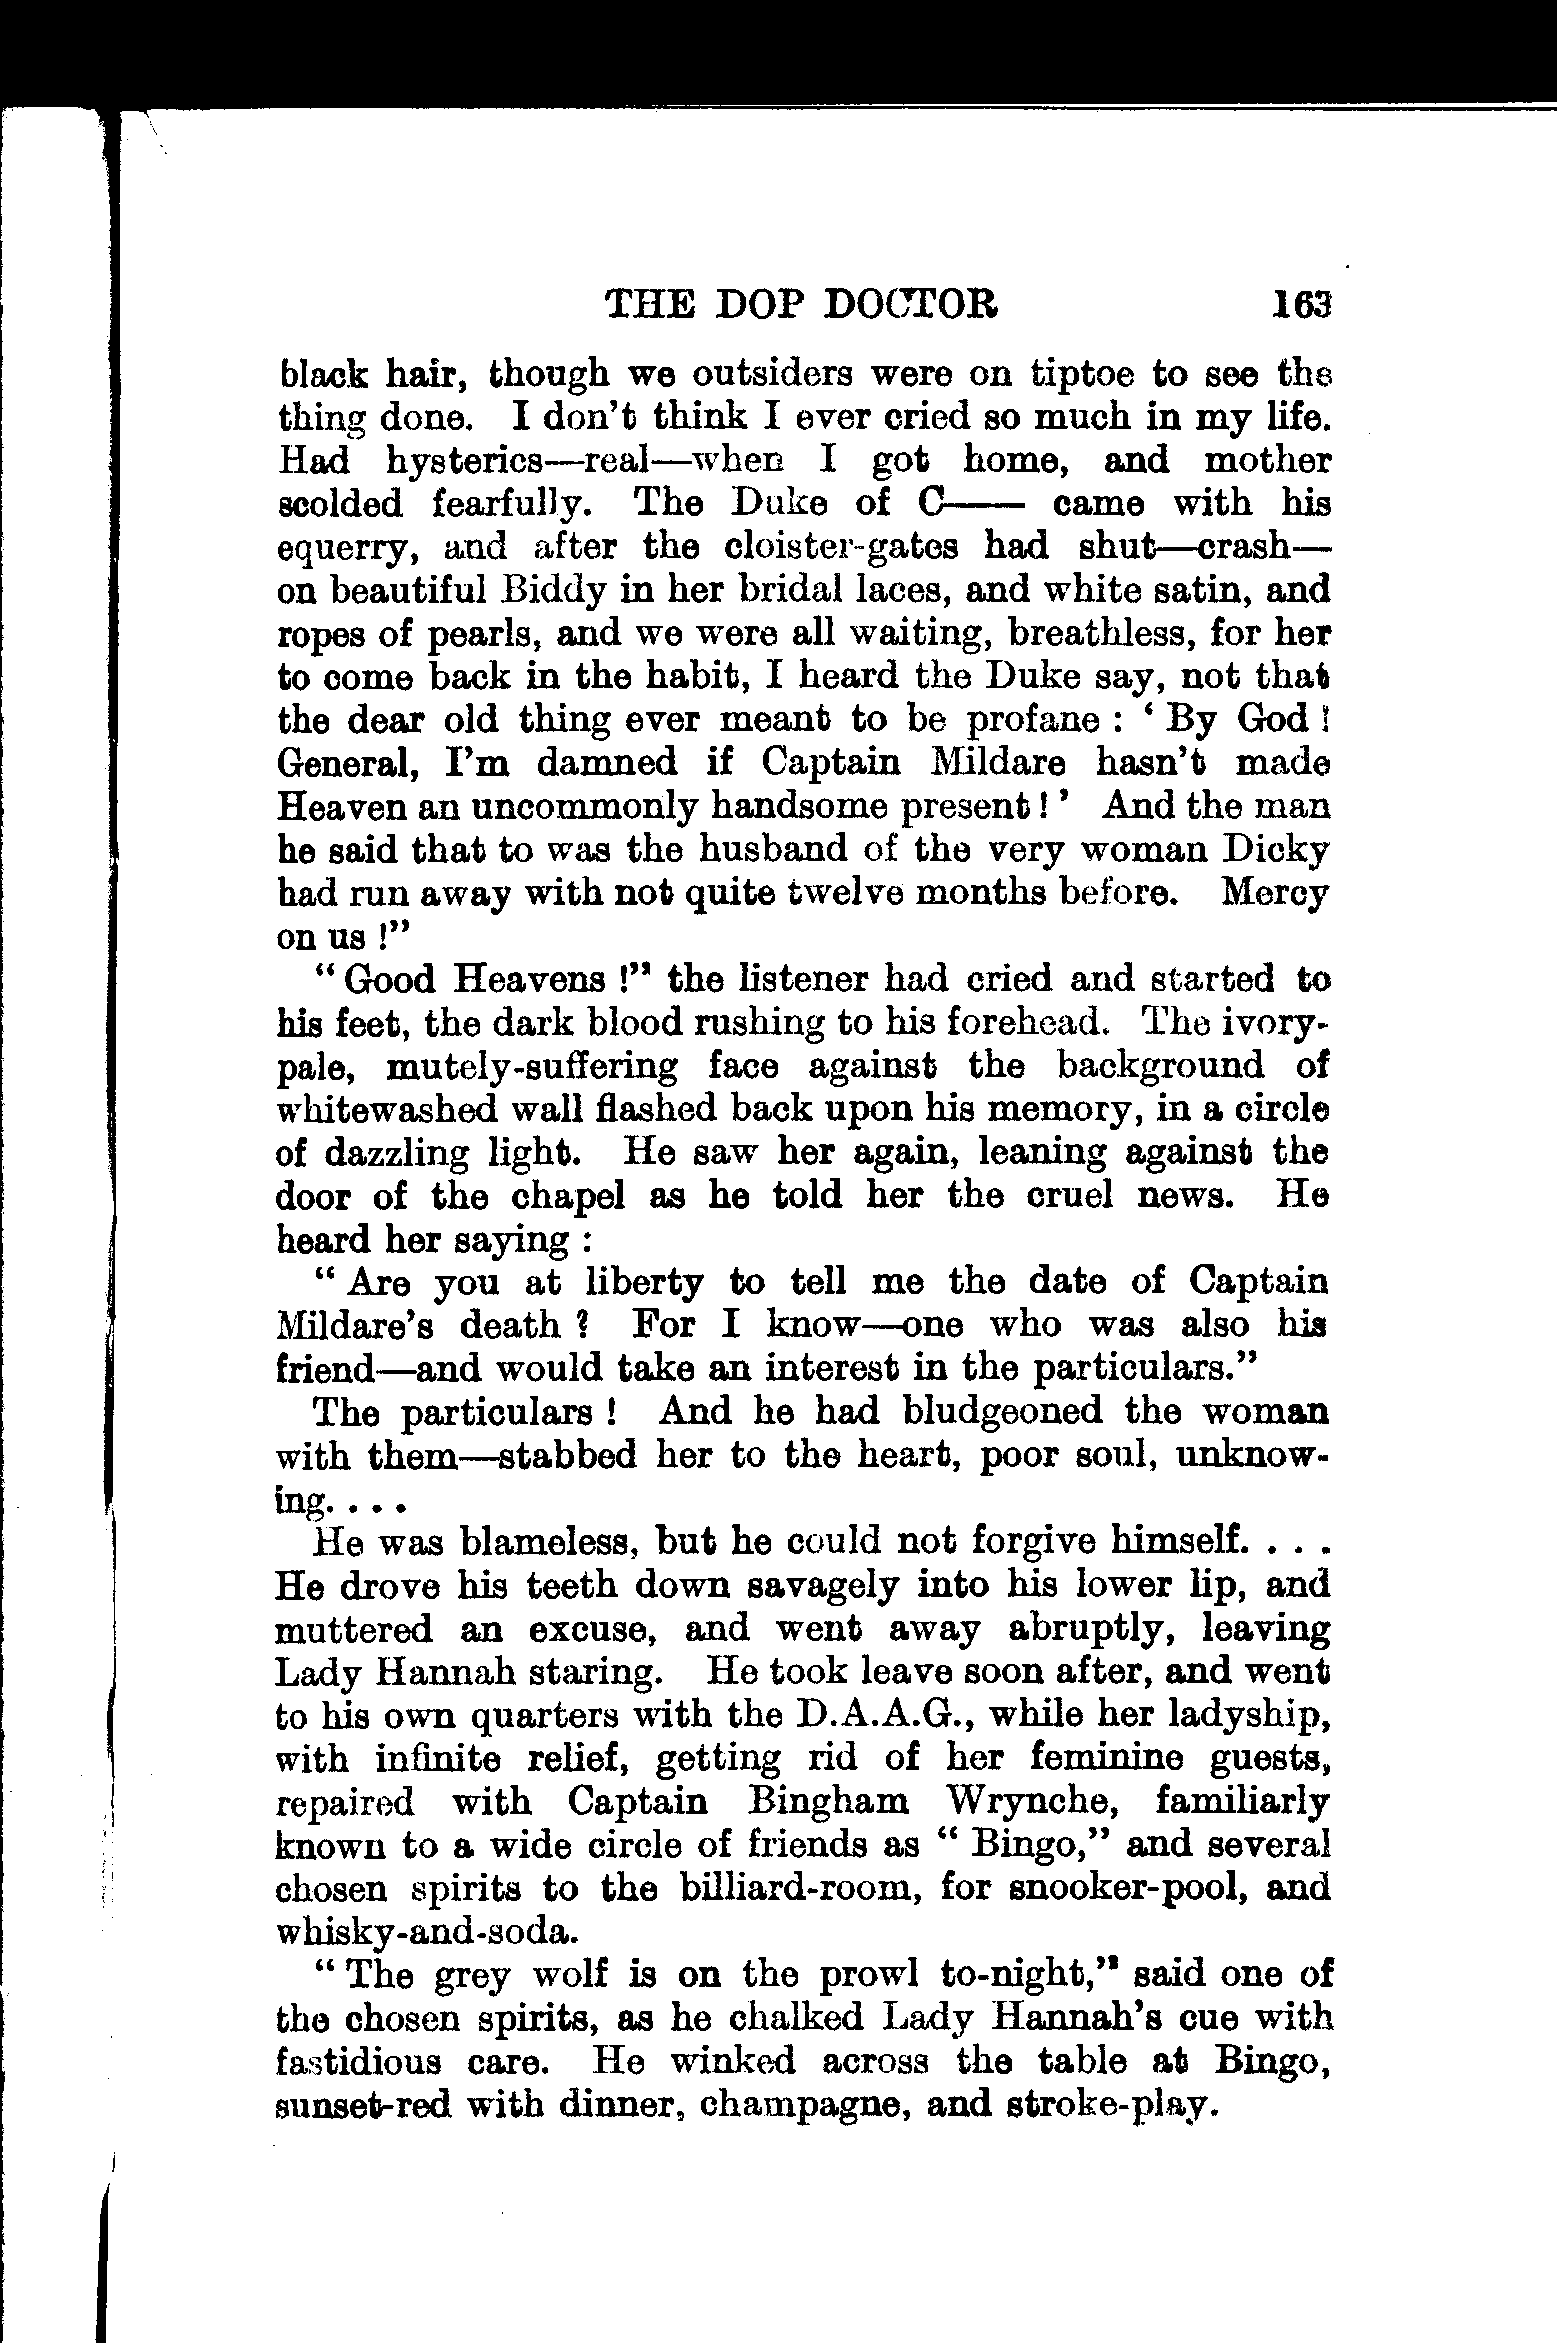 THE DOP DOCTOR 163
black hair, though we outsiders were on tiptoe to see the
thing done. I don't think I ever cried so much in my life.
Had hysterics—real—when I got home, and mother
scolded fearfully. The Duke of C—— came with his
equerry, and after the cloister-gates had shut—crash—
on beautiful Biddy in her bridal laces, and white satin, and
ropes of pearls, and we were all waiting, breathless, for her
to come back in the habit, I heard the Duke say, not that
the dear old thing ever meant to be profane : ‘ By God !
General, I'm damned if Captain Mildare hasn't made
Heaven an uncommonly handsome present ! ’ And the man
he said that to was the husband of the very woman Dicky
had run away with not quite twelve months before. Mercy
on us !”
“ Good Heavens !” the listener had cried and started to
his feet, the dark blood rushing to his forehead. The ivory-
pale, mutely-suffering face against the background of
whitewashed wall flashed back upon his memory, in a circle
of dazzling light. He saw her again, leaning against the
door of the chapel as he told her the cruel news. He
heard her saying :
“ Are you at liberty to tell me the date of Captain
Mildare's death ? For I know—one who was also his
friend—and would take an interest in the particulars.”
The particulars ! And he had bludgeoned the woman
with them—stabbed her to the heart, poor soul, unknow-
ing. . . .
He was blameless, but he could not forgive himself. . . .
He drove his teeth down savagely into his lower lip, and
muttered an excuse, and went away abruptly, leaving
Lady Hannah staring. He took leave soon after, and went
to his own quarters with the D.A.A.G., while her ladyship,
with infinite relief, getting rid of her feminine guests,
repaired with Captain Bingham Wrynche, familiarly
known to a wide circle of friends as “ Bingo,” and several
chosen spirits to the billiard-room, for snooker-pool, and
whisky-and-soda.
“ The grey wolf is on the prowl to-night,” said one of
the chosen spirits, as he chalked Lady Hannah's cue with
fastidious care. He winked across the table at Bingo,
sunset-red with dinner, champagne, and stroke-play.